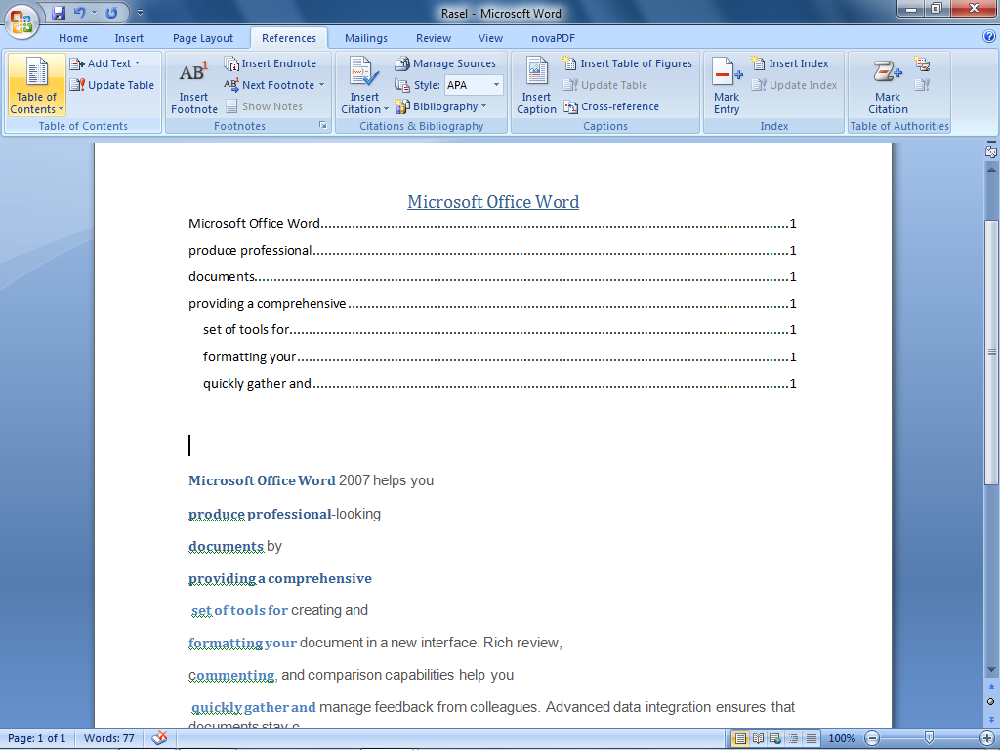 Rasel - Microsoft Word
Home Insert Page Layout References Mailings Review View novaPDF
Table of Contents
Add Text
Update Table
Table of Contents
AB1
Insert Footnote
Insert Endnote
AB1 Next Footnote
Show Notes
Footnotes
Insert Citation
Manage Sources
Style: APA
Bibliography
Citations & Bibliography
Insert Caption
Insert Table of Figures
Update Table
Cross-reference
Captions
Mark Entry
Insert Index
Update Index
Index
Mark Citation
Table of Authorities
Microsoft Office Word
Microsoft Office Word....................1
produce professional....................1
documents....................1
providing a comprehensive....................1
set of tools for....................1
formatting your....................1
quickly gather and....................1
Microsoft Office Word 2007 helps you
produce professional-looking
documents by
providing a comprehensive
set of tools for creating and
formatting your document in a new interface. Rich review,
commenting, and comparison capabilities help you
quickly gather and manage feedback from colleagues. Advanced data integration ensures that
Page: 1 of 1 Words: 77 100%